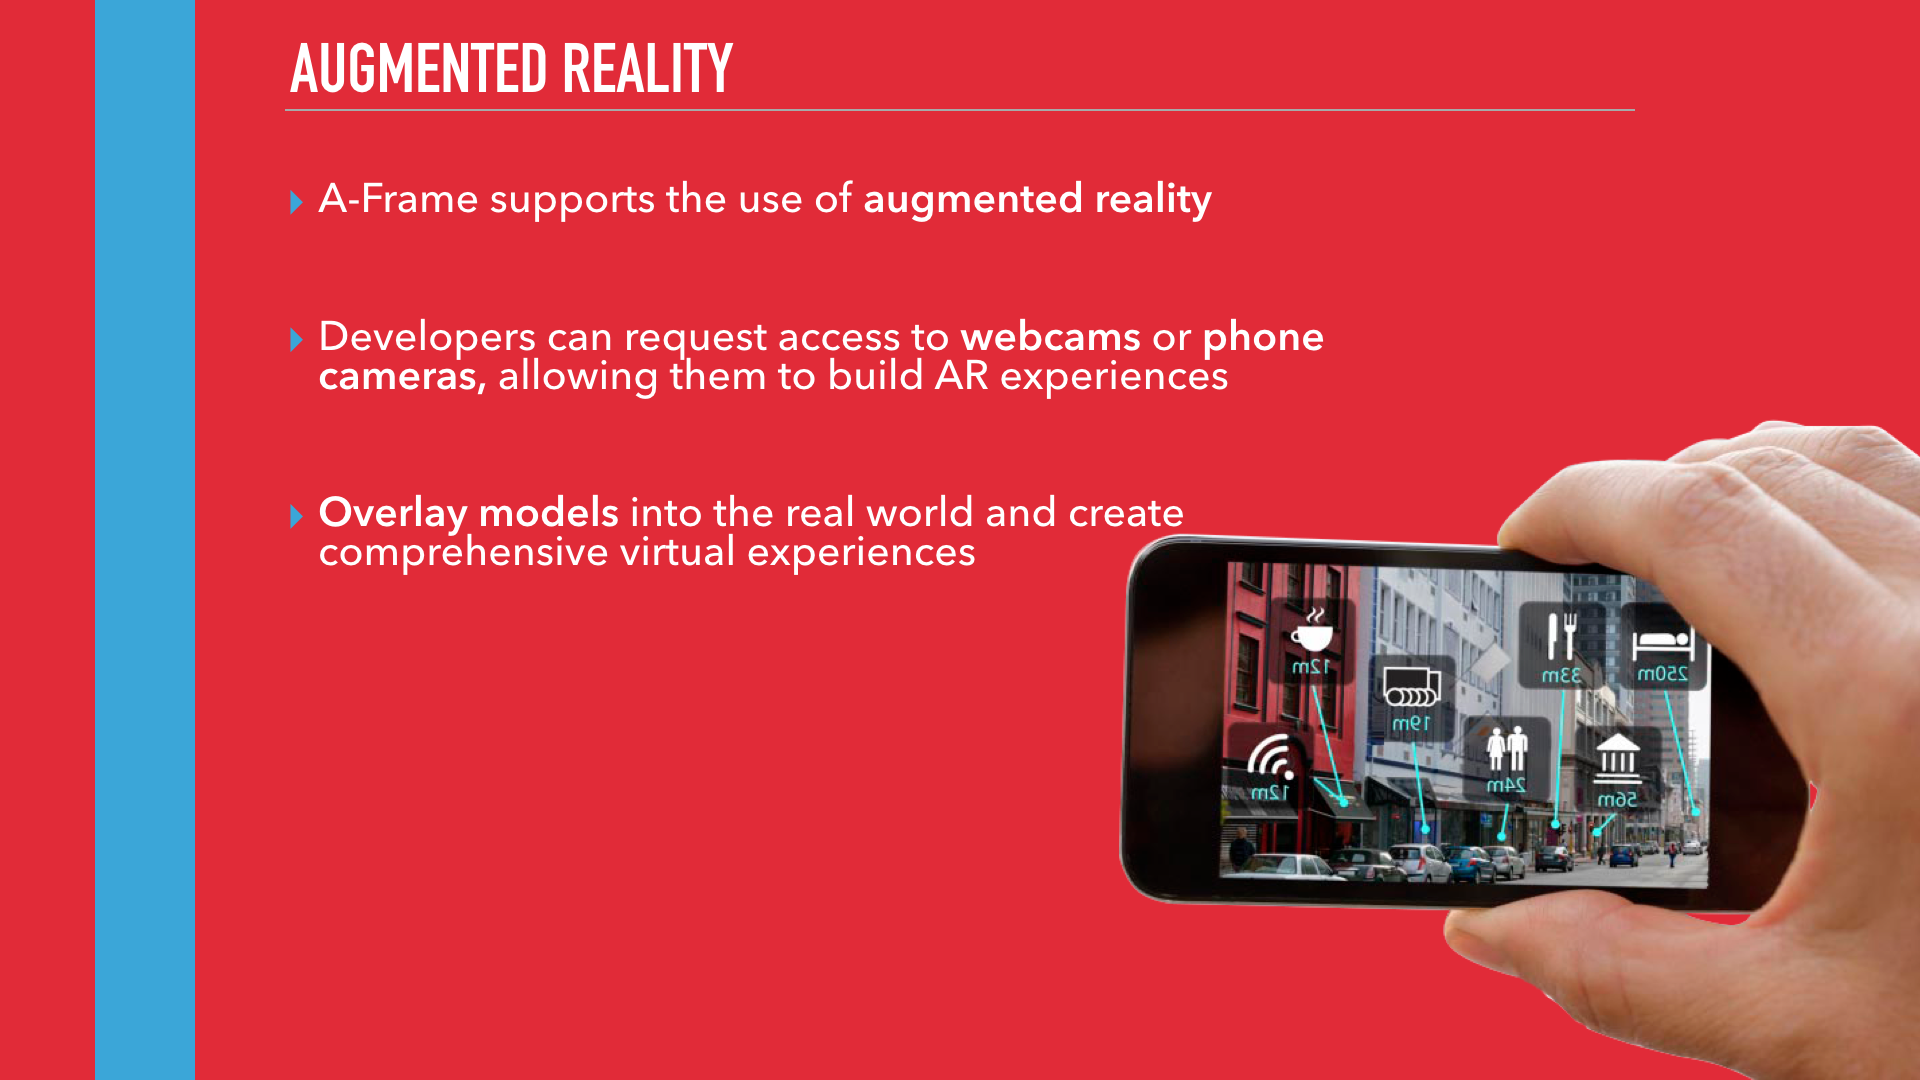 AUGMENTED REALITY
A-Frame supports the use of augmented reality
Developers can request access to webcams or phone
cameras, allowing them to build AR experiences
Overlay models into the real world and create
comprehensive virtual experiences
12m
33m
250m
19m
24m
12m
56m